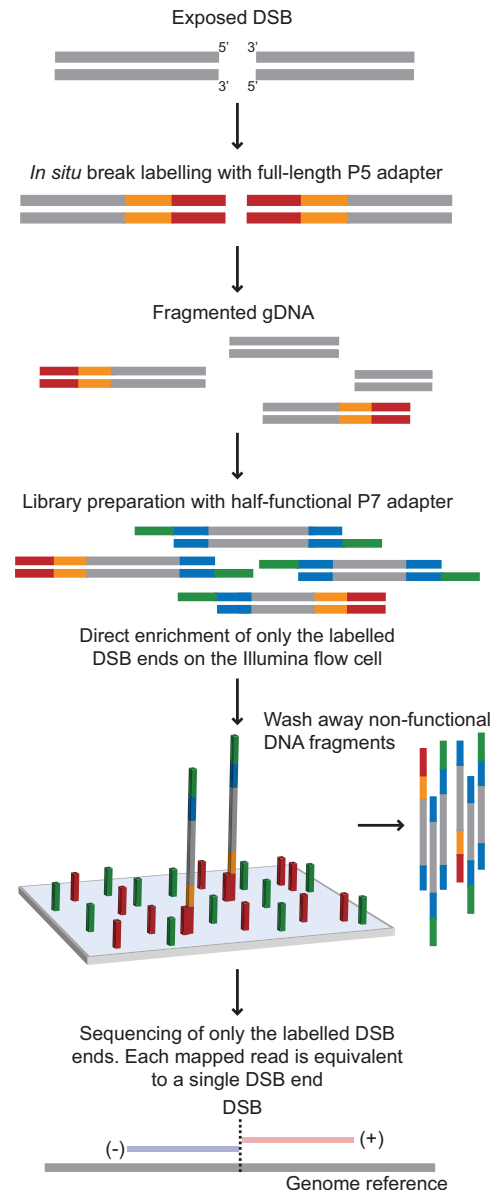 Exposed DSB
5’ 3’
3’ 5’
In situ break labelling with full-length P5 adapter
Fragmented gDNA
Library preparation with half-functional P7 adapter
Direct enrichment of only the labelled
DSB ends on the Illumina flow cell
Wash away non-functional
DNA fragments
Sequencing of only the labelled DSB
ends. Each mapped read is equivalent
to a single DSB end
DSB
(-)
(+)
Genome reference